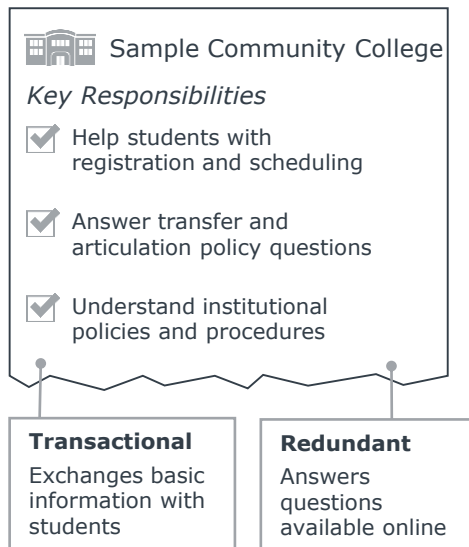 Sample Community College
Key Responsibilities
Help students with
registration and scheduling
Answer transfer and
articulation policy questions
Understand institutional
policies and procedures
Transactional
Exchanges basic
information with
students
Redundant
Answers
questions
available online